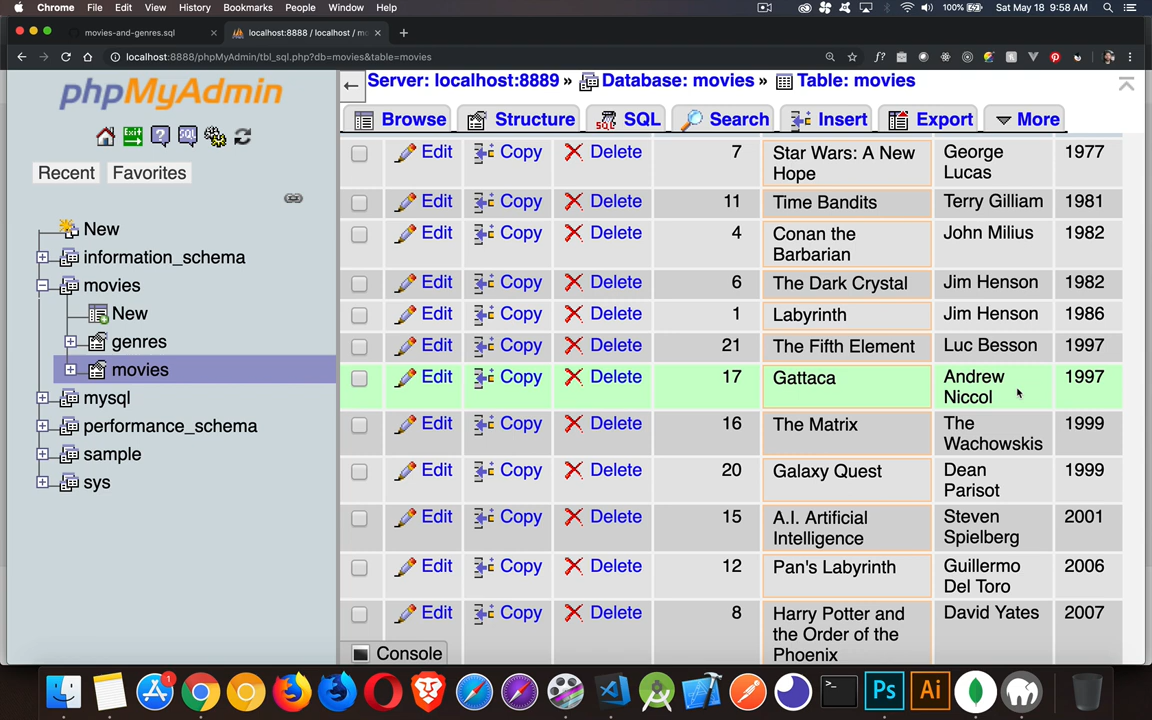 Chrome File Edit View History Bookmarks People Window Help 100% Sat May 18 9:58 AM
movies-and-genres.sql × localhost:8888 / localhost / mo × +
localhost:8888/phpMyAdmin/tbl_sql.php?db=movies&table=movies
phpMyAdmin
Recent Favorites
New
information_schema
movies
New
genres
movies
mysql
performance_schema
sample
sys
Server: localhost:8889 » Database: movies » Table: movies
Browse Structure SQL Search Insert Export More
Edit Copy Delete 7 Star Wars: A New George 1977
Hope Lucas
Edit Copy Delete 11 Time Bandits Terry Gilliam 1981
Edit Copy Delete 4 Conan the John Milius 1982
Barbarian
Edit Copy Delete 6 The Dark Crystal Jim Henson 1982
Edit Copy Delete 1 Labyrinth Jim Henson 1986
Edit Copy Delete 21 The Fifth Element Luc Besson 1997
Edit Copy Delete 17 Gattaca Andrew 1997
Niccol
Edit Copy Delete 16 The Matrix The 1999
Wachowskis
Edit Copy Delete 20 Galaxy Quest Dean 1999
Parisot
Edit Copy Delete 15 A.I. Artificial Steven 2001
Intelligence Spielberg
Edit Copy Delete 12 Pan's Labyrinth Guillermo 2006
Del Toro
Edit Copy Delete 8 Harry Potter and David Yates 2007
the Order of the
Phoenix
Console
1
Ps Ai